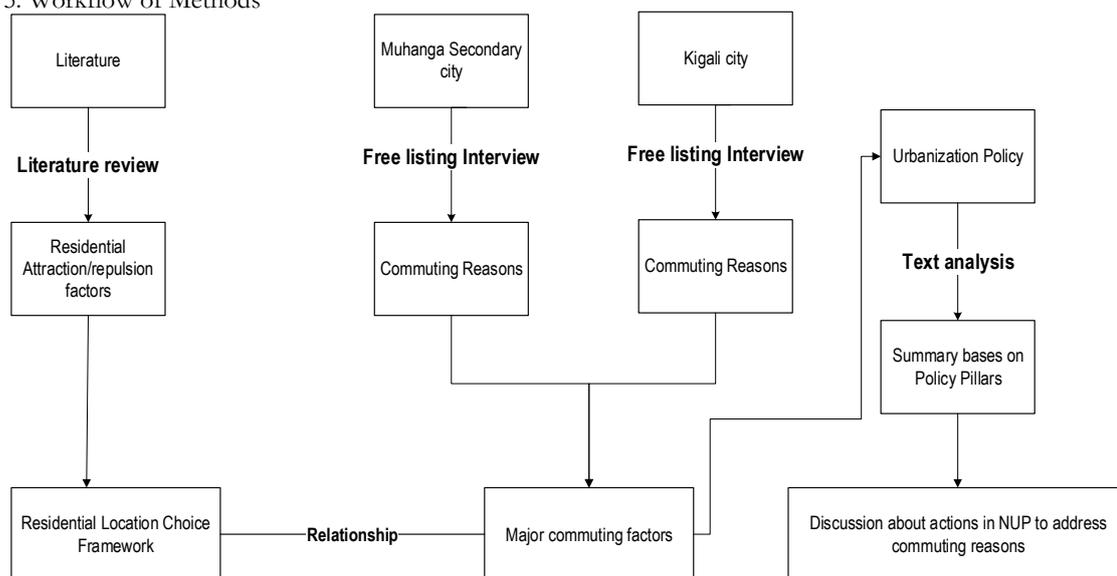 5. Workflow of Methods
Literature
Literature review
Residential
Attraction/repulsion
factors
Residential Location Choice
Framework
Relationship
Muhanga Secondary
city
Free listing Interview
Commuting Reasons
Kigali city
Free listing Interview
Commuting Reasons
Major commuting factors
Urbanization Policy
Text analysis
Summary bases on
Policy Pillars
Discussion about actions in NUP to address
commuting reasons